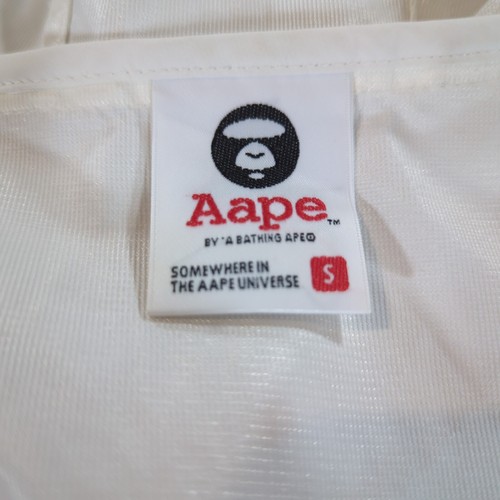 Aape™
BY *A BATHING APE®
SOMEWHERE IN
THE AAPE UNIVERSE S